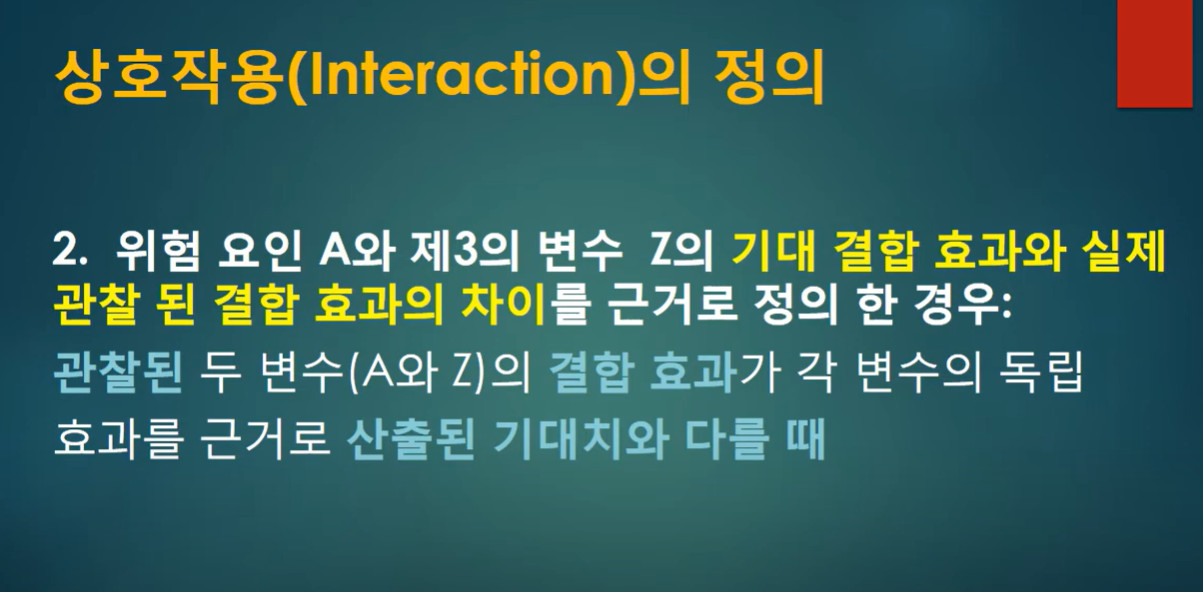 상호작용(Interaction)의 정의
2. 위험 요인 A와 제3의 변수 Z의 기대 결합 효과와 실제
관찰 된 결합 효과의 차이를 근거로 정의 한 경우:
관찰된 두 변수(A와 Z)의 결합 효과가 각 변수의 독립
효과를 근거로 산출된 기대치와 다를 때